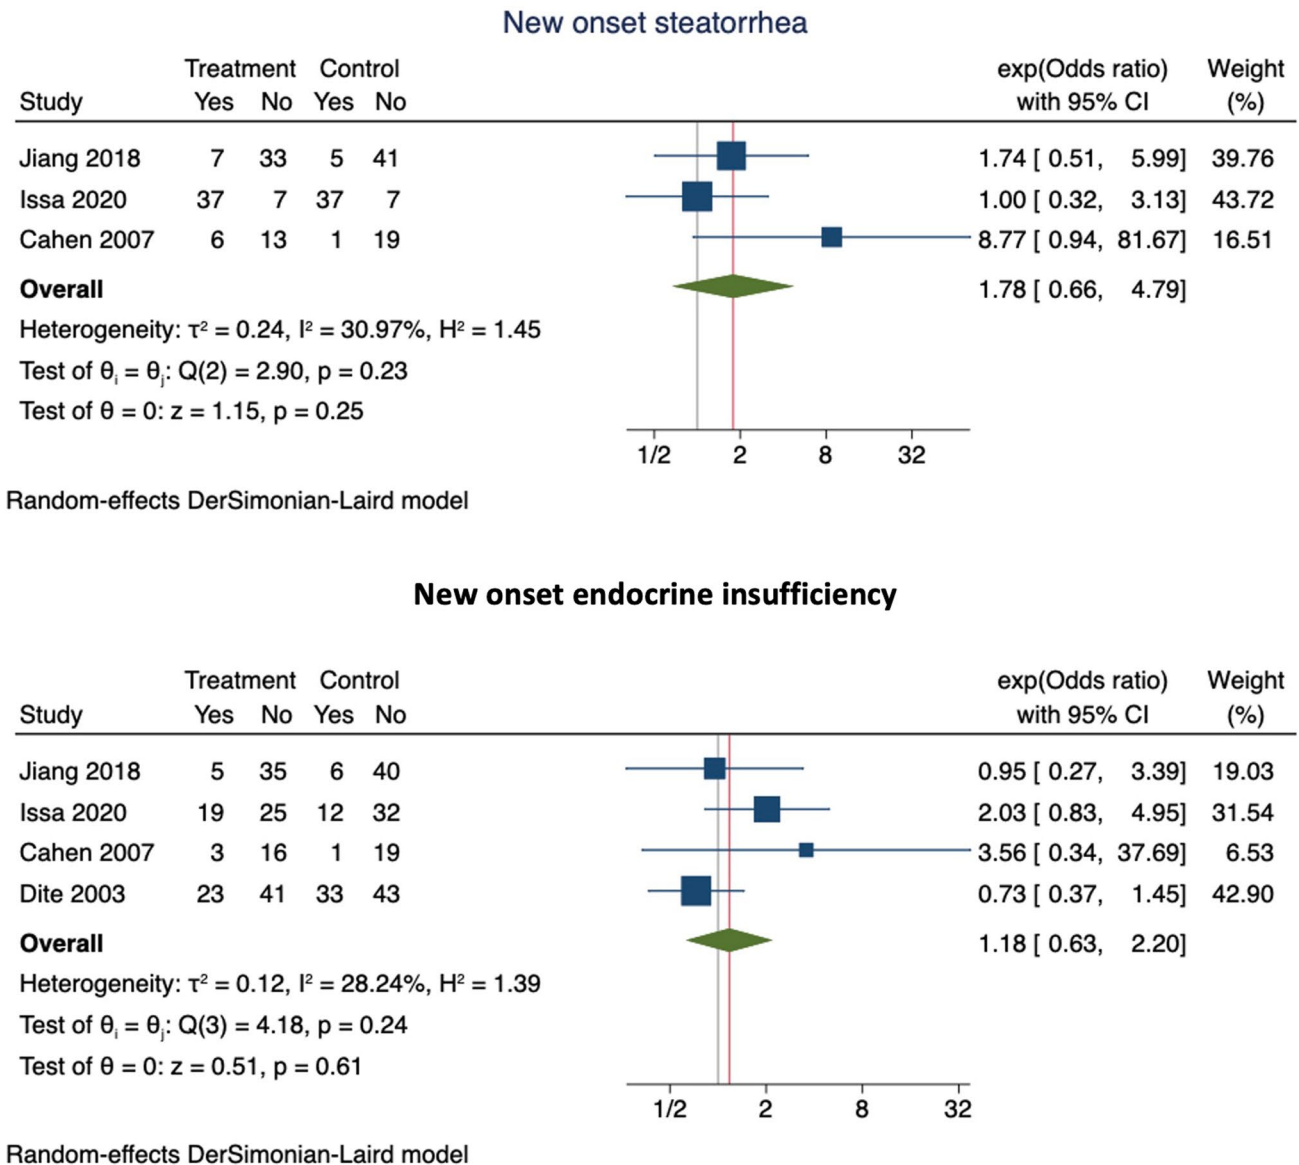 New onset steatorrhea
Treatment Control exp(Odds ratio) Weight
Study Yes No Yes No with 95% CI (%)
Jiang 2018 7 33 5 41 1.74 [ 0.51, 5.99] 39.76
Issa 2020 37 7 37 7 1.00 [ 0.32, 3.13] 43.72
Cahen 2007 6 13 1 19 8.77 [ 0.94, 81.67] 16.51
Overall 1.78 [ 0.66, 4.79]
Heterogeneity: τ² = 0.24, I² = 30.97%, H² = 1.45
Test of θᵢ = θⱼ: Q(2) = 2.90, p = 0.23
Test of θ = 0: z = 1.15, p = 0.25
1/2 2 8 32
Random-effects DerSimonian-Laird model
New onset endocrine insufficiency
Treatment Control exp(Odds ratio) Weight
Study Yes No Yes No with 95% CI (%)
Jiang 2018 5 35 6 40 0.95 [ 0.27, 3.39] 19.03
Issa 2020 19 25 12 32 2.03 [ 0.83, 4.95] 31.54
Cahen 2007 3 16 1 19 3.56 [ 0.34, 37.69] 6.53
Dite 2003 23 41 33 43 0.73 [ 0.37, 1.45] 42.90
Overall 1.18 [ 0.63, 2.20]
Heterogeneity: τ² = 0.12, I² = 28.24%, H² = 1.39
Test of θᵢ = θⱼ: Q(3) = 4.18, p = 0.24
Test of θ = 0: z = 0.51, p = 0.61
1/2 2 8 32
Random-effects DerSimonian-Laird model